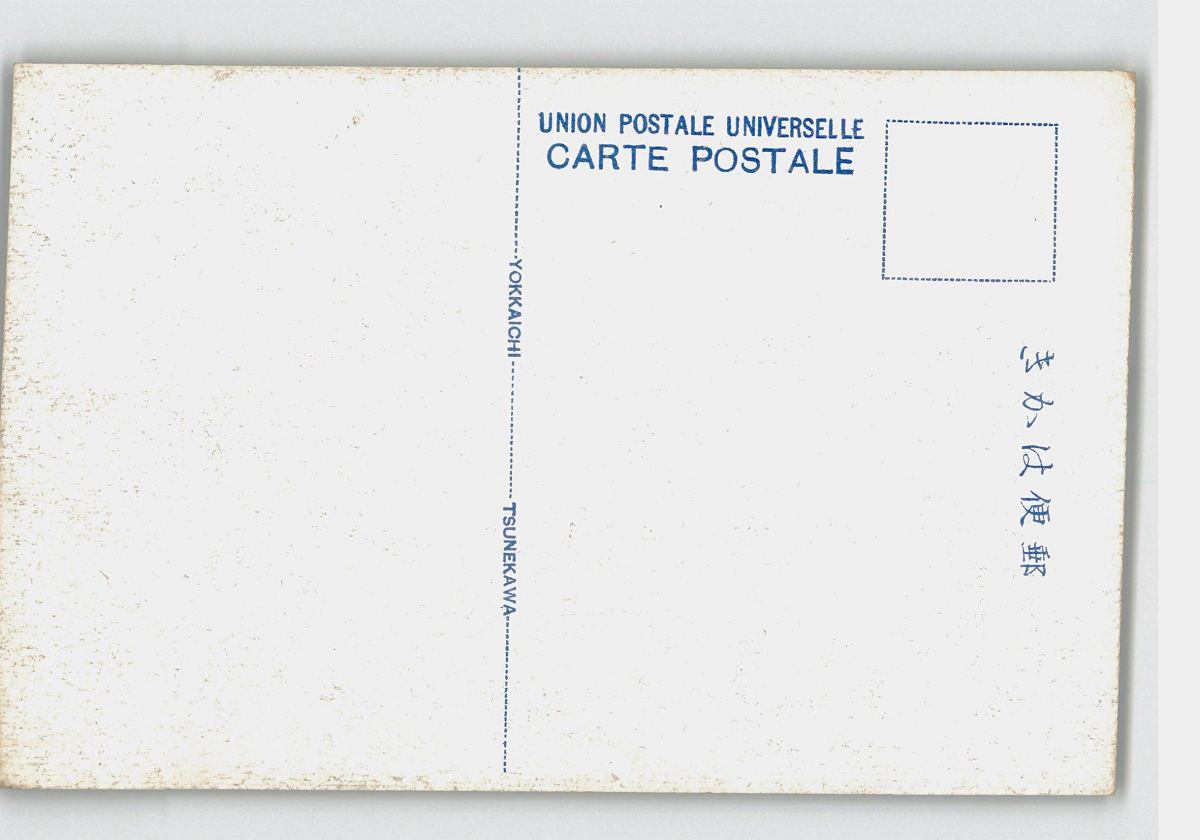 UNION POSTALE UNIVERSELLE
CARTE POSTALE
YOKKAICHI
TSUNEKAWA
きかは便郵